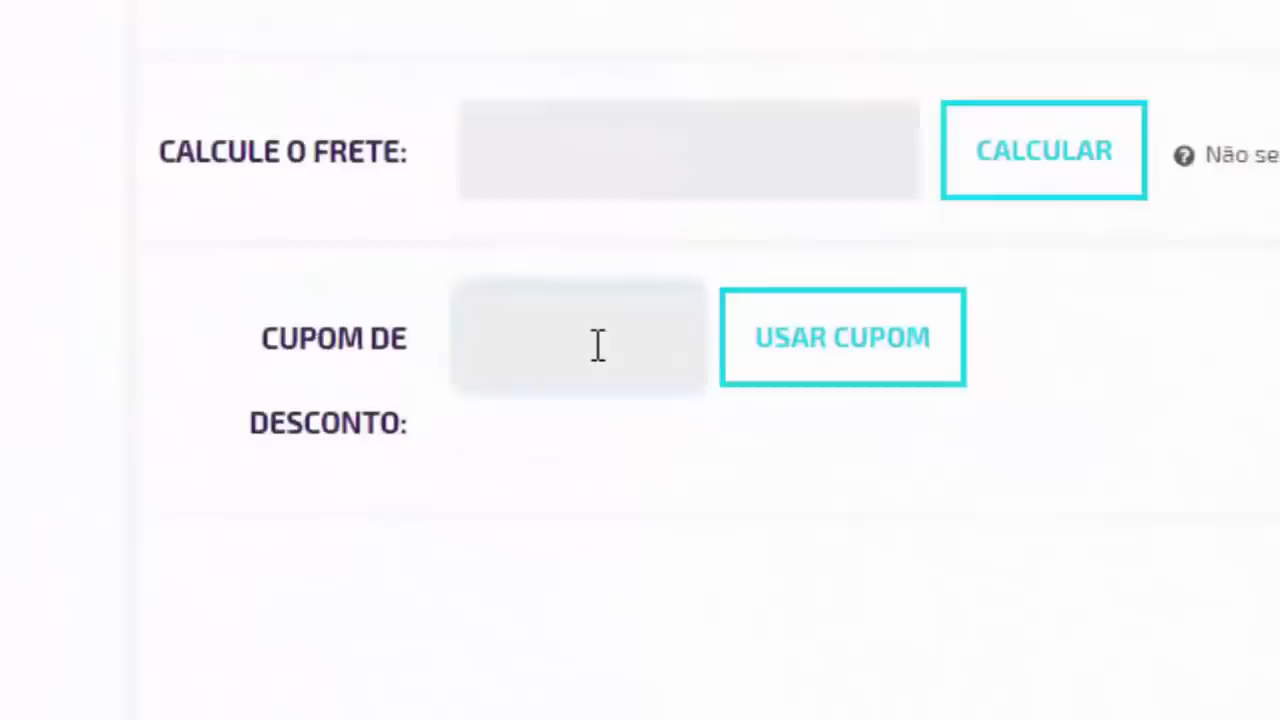 CALCULE O FRETE:
CALCULAR
Não se
CUPOM DE
USAR CUPOM
DESCONTO: